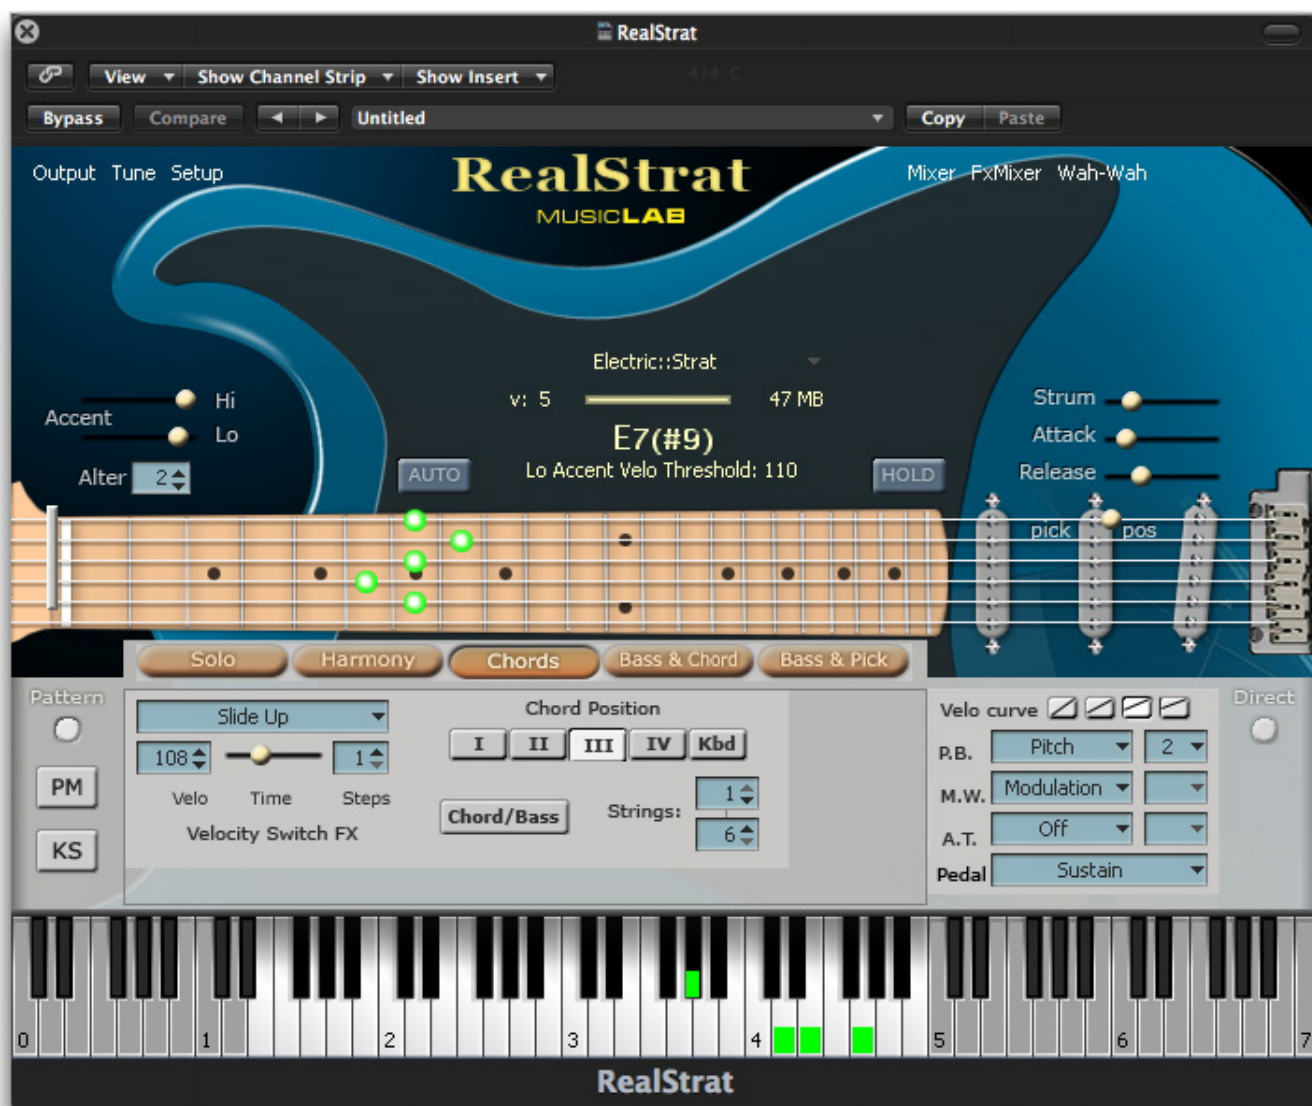 RealStrat
View Show Channel Strip Show Insert 4/4 C
Bypass Compare Untitled Copy Paste
Output Tune Setup RealStrat Mixer FxMixer Wah-Wah
MUSICLAB
Electric::Strat
v: 5 47 MB
Accent Hi
Lo
Strum
E7(#9)
Attack
Alter 2
AUTO Lo Accent Velo Threshold: 110 HOLD
Release
pick pos
Solo Harmony Chords Bass & Chord Bass & Pick
Pattern Slide Up Chord Position Velo curve Direct
108 1 I II III IV Kbd P.B. Pitch 2
PM Velo Time Steps M.W. Modulation
Velocity Switch FX Chord/Bass Strings: 1
KS 6 A.T. Off
Pedal Sustain
0 1 2 3 4 5 6 7
RealStrat